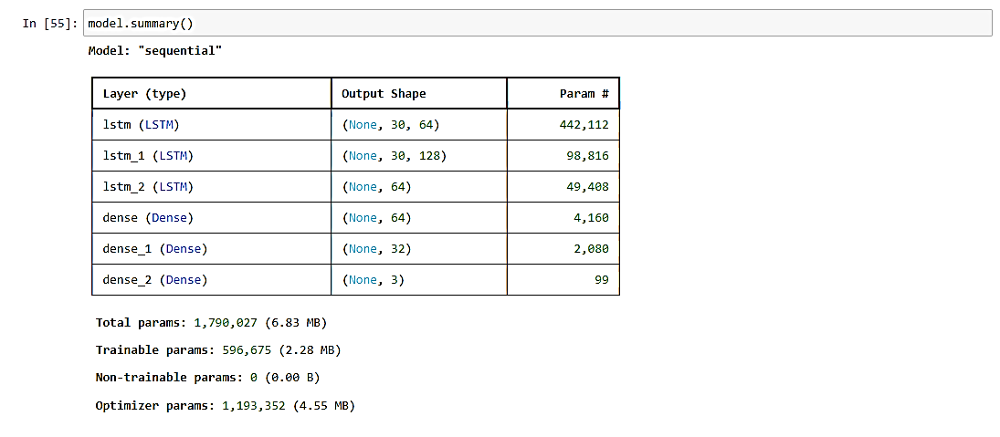 In [55]: model.summary()
Model: "sequential"
Layer (type) Output Shape Param #
lstm (LSTM) (None, 30, 64) 442,112
lstm_1 (LSTM) (None, 30, 128) 98,816
lstm_2 (LSTM) (None, 64) 49,408
dense (Dense) (None, 64) 4,160
dense_1 (Dense) (None, 32) 2,080
dense_2 (Dense) (None, 3) 99
Total params: 1,790,027 (6.83 MB)
Trainable params: 596,675 (2.28 MB)
Non-trainable params: 0 (0.00 B)
Optimizer params: 1,193,352 (4.55 MB)